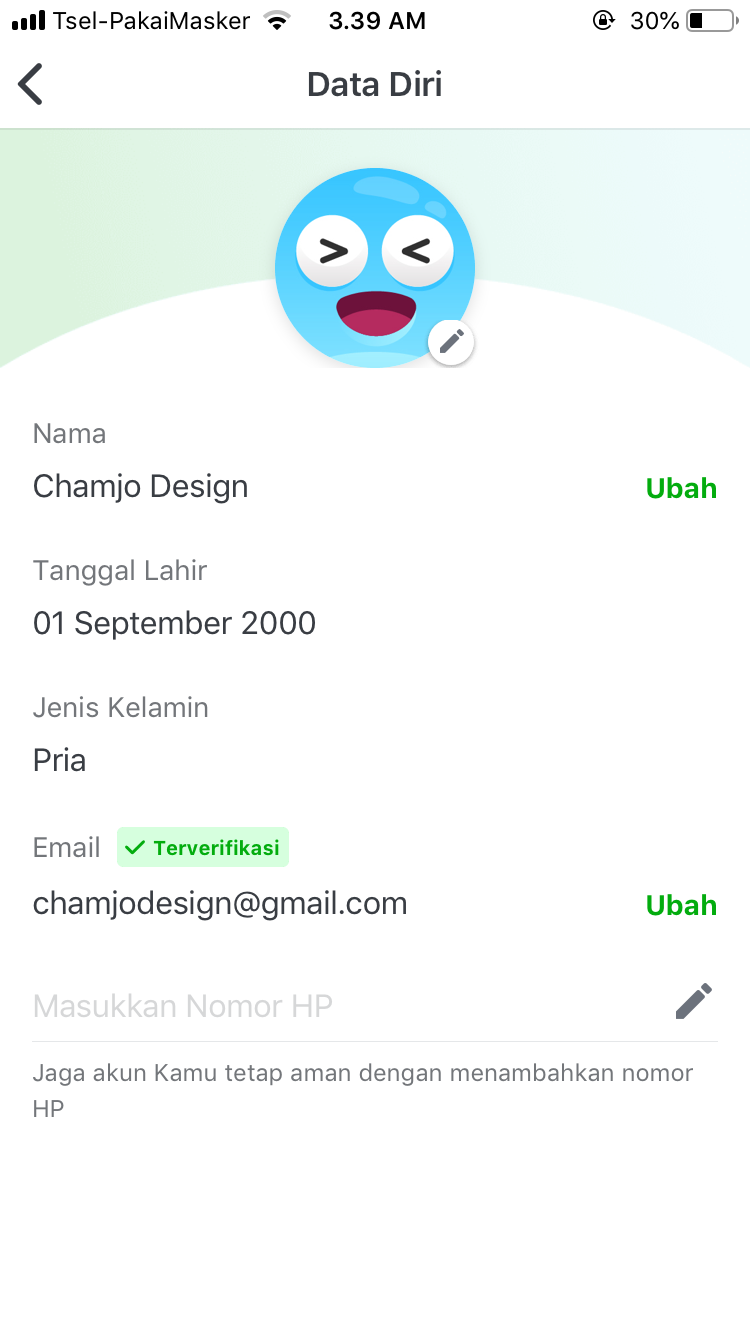 Tsel-PakaiMasker 3.39 AM 30%
Data Diri
Nama
Chamjo Design Ubah
Tanggal Lahir
01 September 2000
Jenis Kelamin
Pria
Email Terverifikasi
chamjodesign@gmail.com Ubah
Masukkan Nomor HP
Jaga akun Kamu tetap aman dengan menambahkan nomor
HP